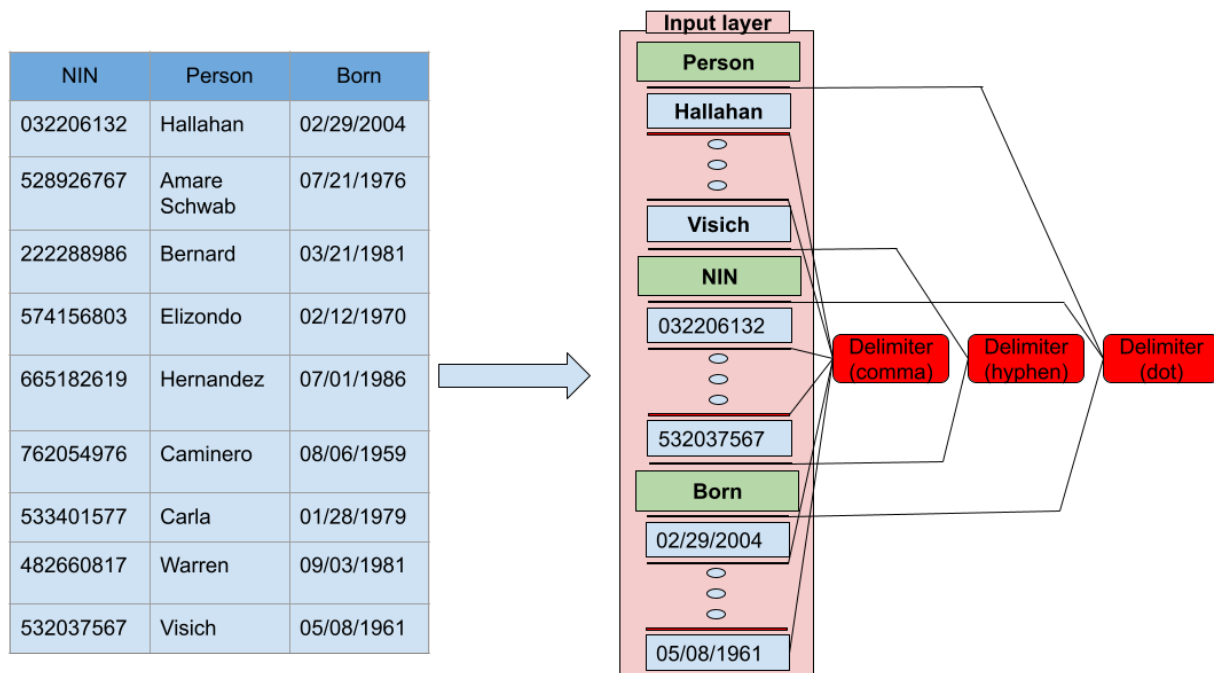 NIN Person Born
032206132 Hallahan 02/29/2004
528926767 Amare 07/21/1976
Schwab
222288986 Bernard 03/21/1981
574156803 Elizondo 02/12/1970
665182619 Hernandez 07/01/1986
762054976 Caminero 08/06/1959
533401577 Carla 01/28/1979
482660817 Warren 09/03/1981
532037567 Visich 05/08/1961
Input layer
Person
Hallahan
Visich
NIN
032206132
532037567
Born
02/29/2004
05/08/1961
Delimiter
(comma)
Delimiter
(hyphen)
Delimiter
(dot)